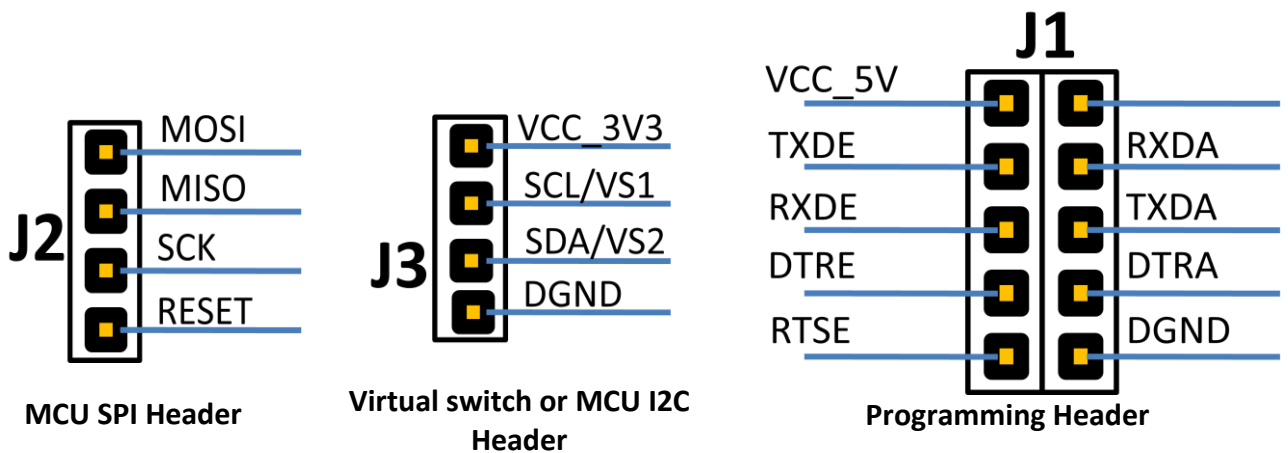 J2
MOSI
MISO
SCK
RESET
MCU SPI Header
J3
VCC_3V3
SCL/VS1
SDA/VS2
DGND
Virtual switch or MCU I2C
Header
J1
VCC_5V
TXDE RXDA
RXDE TXDA
DTRE DTRA
RTSE DGND
Programming Header